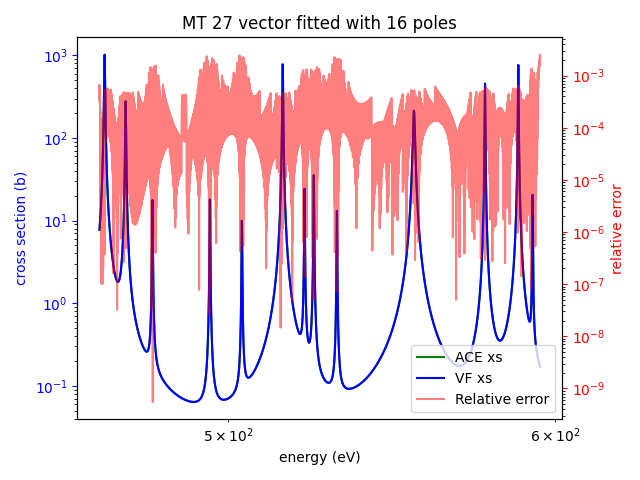 MT 27 vector fitted with 16 poles
cross section (b)
10³
10²
10¹
10⁰
10⁻¹
10⁻³
10⁻⁴
10⁻⁵
10⁻⁶
10⁻⁷
10⁻⁸
10⁻⁹
relative error
ACE xs
VF xs
Relative error
5 × 10²
6 × 10²
energy (eV)